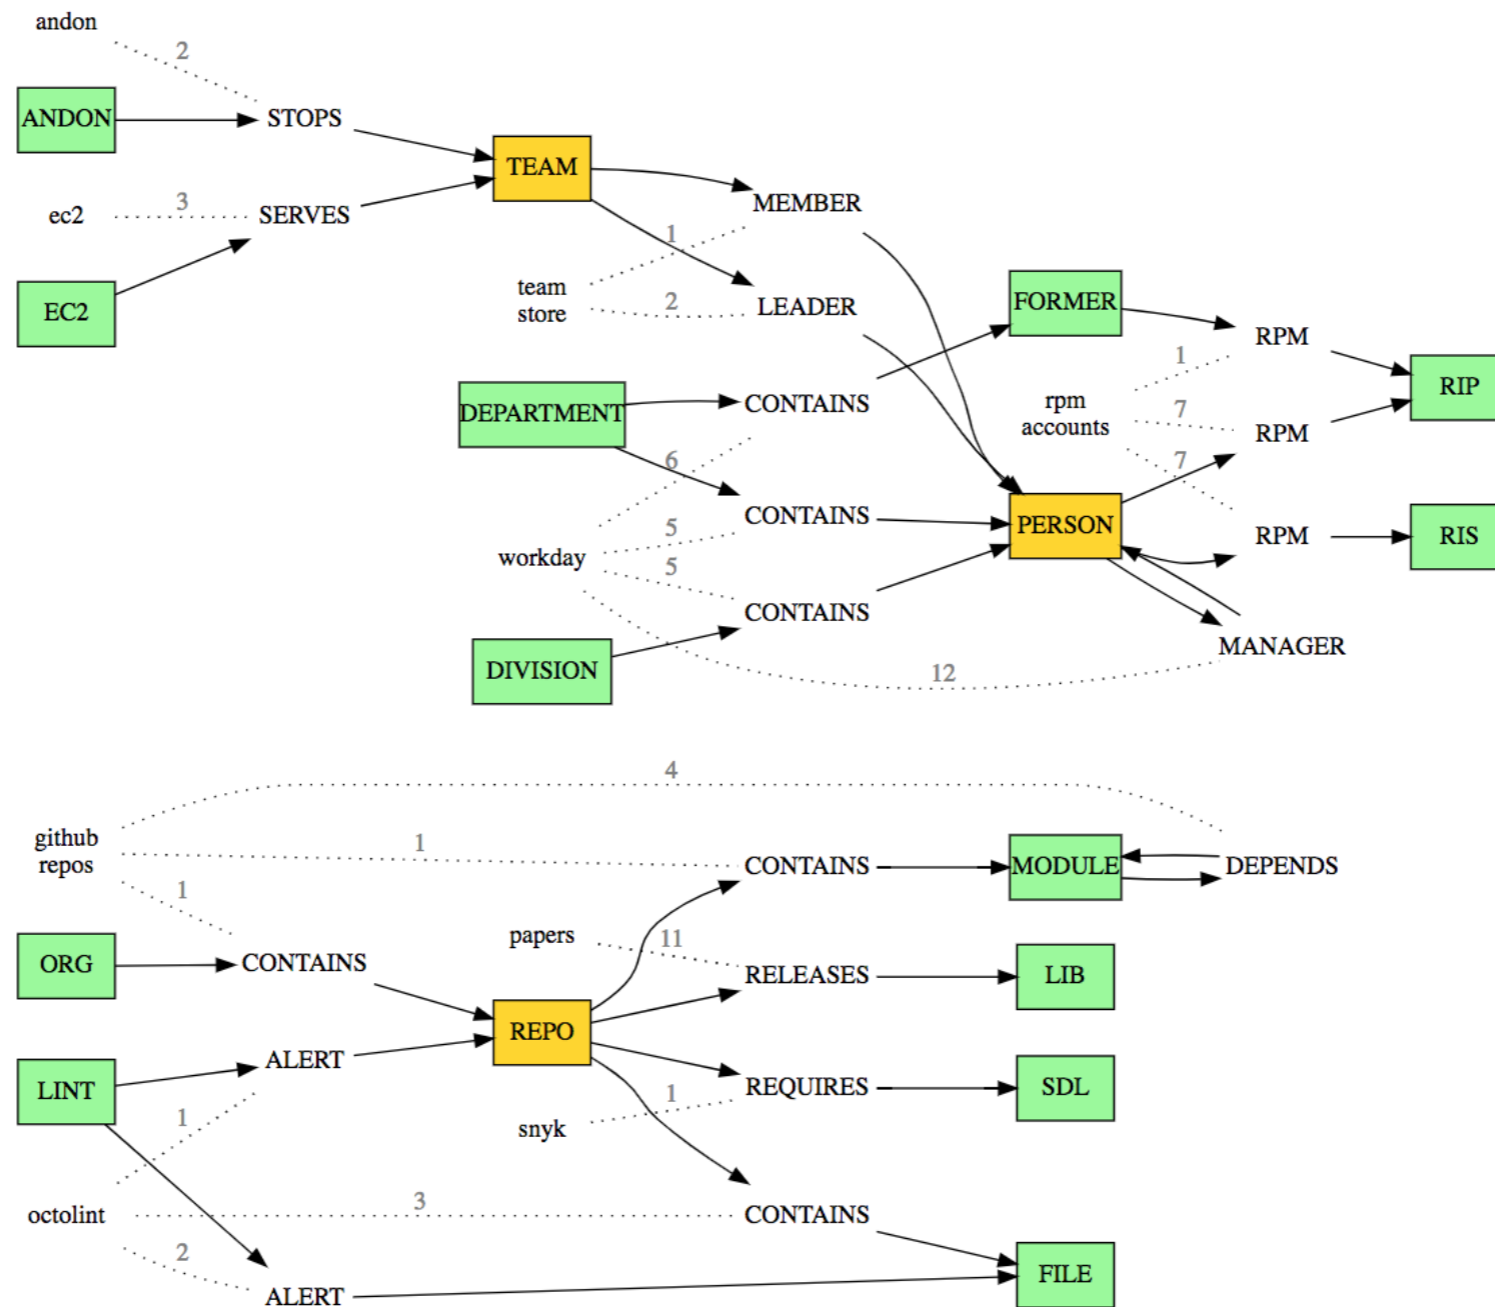 andon
2
ANDON
STOPS
TEAM
MEMBER
ec2
3
SERVES
1
EC2
team
store
2
LEADER
FORMER
RPM
1
RIP
DEPARTMENT
CONTAINS
rpm
accounts
7
RPM
6
7
CONTAINS
PERSON
5
RPM
RIS
workday
5
CONTAINS
DIVISION
MANAGER
12
4
github
repos
1
CONTAINS
MODULE
DEPENDS
1
ORG
CONTAINS
papers
11
RELEASES
LIB
REPO
LINT
ALERT
REQUIRES
SDL
1
1
snyk
octolint
3
CONTAINS
2
FILE
ALERT